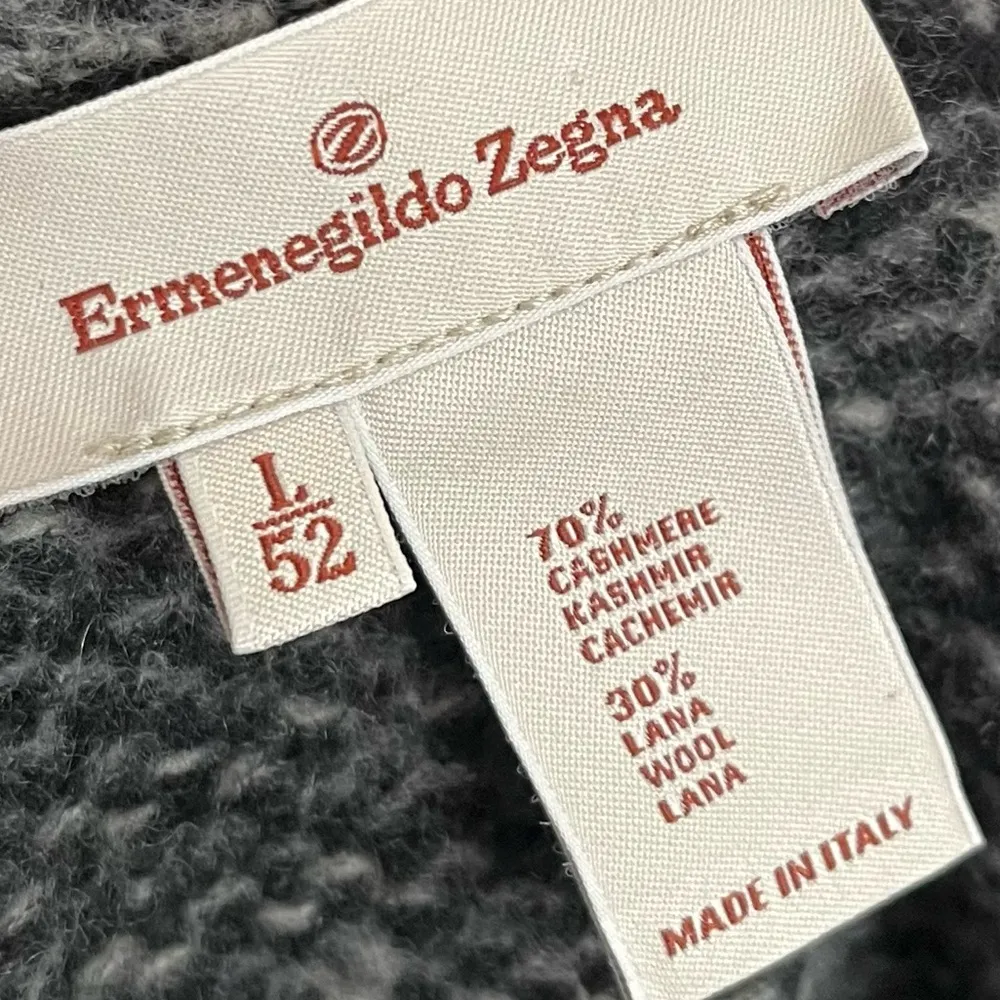 Z
Ermenegildo Zegna
L
52
70%
CASHMERE
KASHMIR
CACHEMIR
30%
LANA
WOOL
LANA
MADE IN ITALY